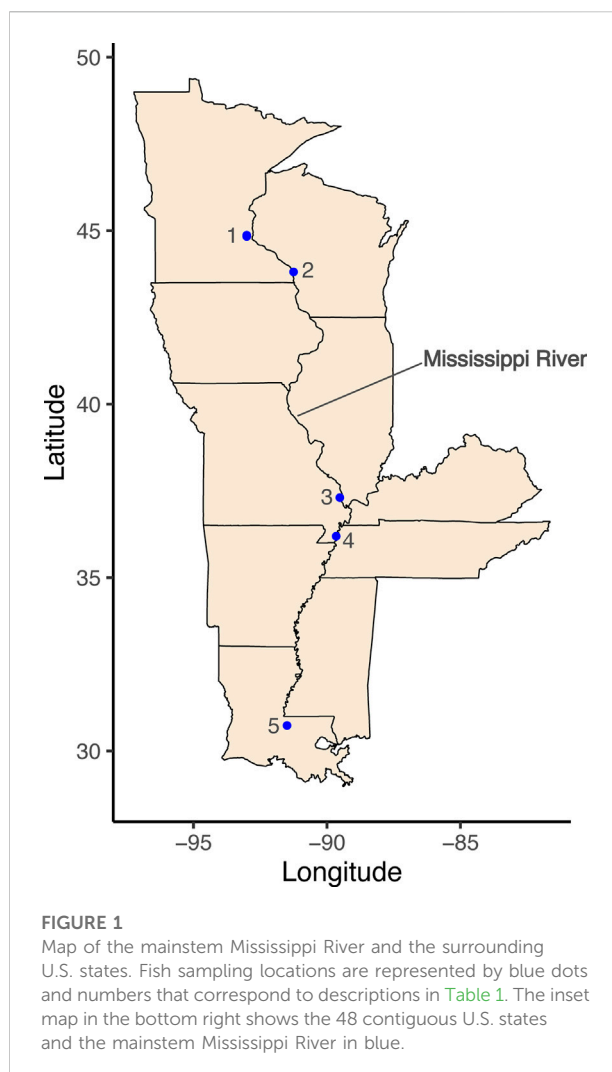 50
45
40
35
30
Latitude
1
2
Mississippi River
3
4
5
−95
−90
−85
Longitude
FIGURE 1
Map of the mainstem Mississippi River and the surrounding
U.S. states. Fish sampling locations are represented by blue dots
and numbers that correspond to descriptions in Table 1. The inset
map in the bottom right shows the 48 contiguous U.S. states
and the mainstem Mississippi River in blue.